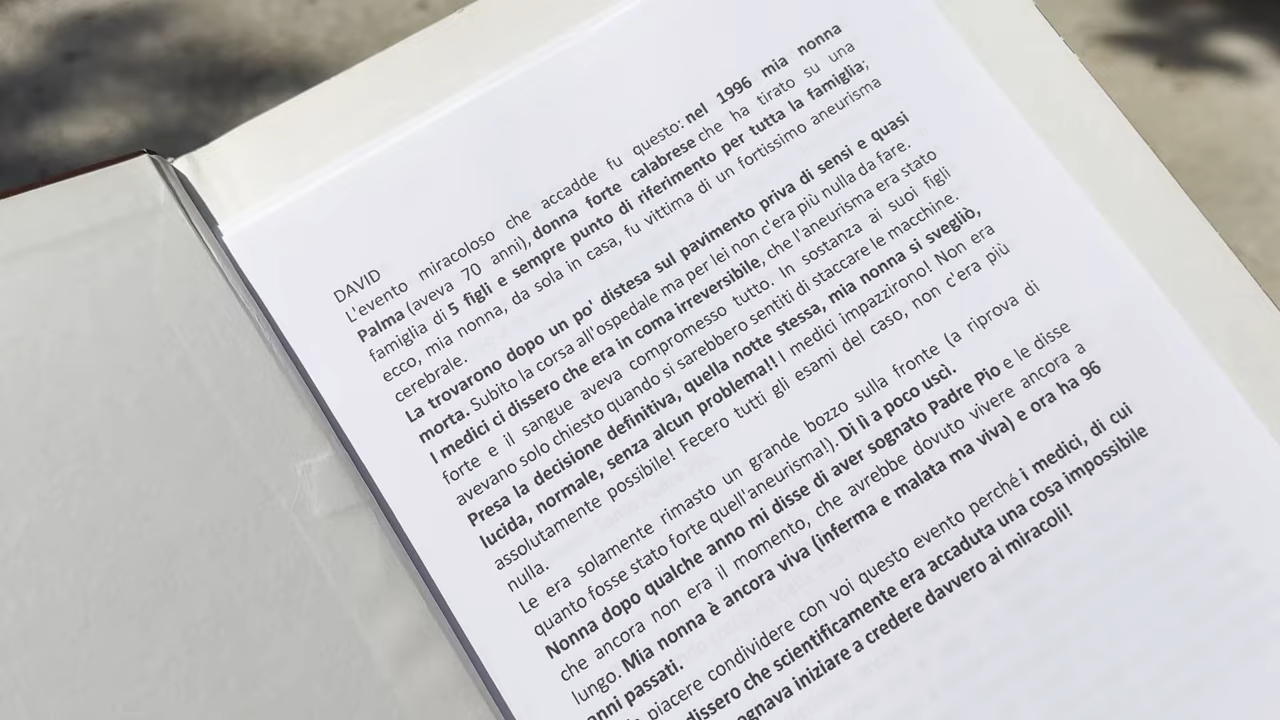 DAVID
L'evento miracoloso che accadde fu questo: nel 1996 mia nonna
Palma (aveva 70 anni), donna forte calabrese che ha tirato su una
famiglia di 5 figli e sempre punto di riferimento per tutta la famiglia;
ecco, mia nonna, da sola in casa, fu vittima di un fortissimo aneurisma
cerebrale.
La trovarono dopo un po' distesa sul pavimento priva di sensi e quasi
morta. Subito la corsa all'ospedale ma per lei non c'era più nulla da fare.
I medici ci dissero che era in coma irreversibile, che l'aneurisma era stato
forte e il sangue aveva compromesso tutto. In sostanza ai suoi figli
avevano solo chiesto quando si sarebbero sentiti di staccare le macchine.
Presa la decisione definitiva, quella notte stessa, mia nonna si svegliò,
lucida, normale, senza alcun problema!! I medici impazzirono! Non era
assolutamente possibile! Fecero tutti gli esami del caso, non c'era più
nulla.
Le era solamente rimasto un grande bozzo sulla fronte (a riprova di
quanto fosse stato forte quell'aneurisma!). Di lì a poco uscì.
Nonna dopo qualche anno mi disse di aver sognato Padre Pio e le disse
che ancora non era il momento, che avrebbe dovuto vivere ancora a
lungo. Mia nonna è ancora viva (inferma e malata ma viva) e ora ha 96
anni passati.
piacere condividere con voi questo evento perché i medici, di cui
dissero che scientificamente era accaduta una cosa impossibile
iniziare a credere davvero ai miracoli!